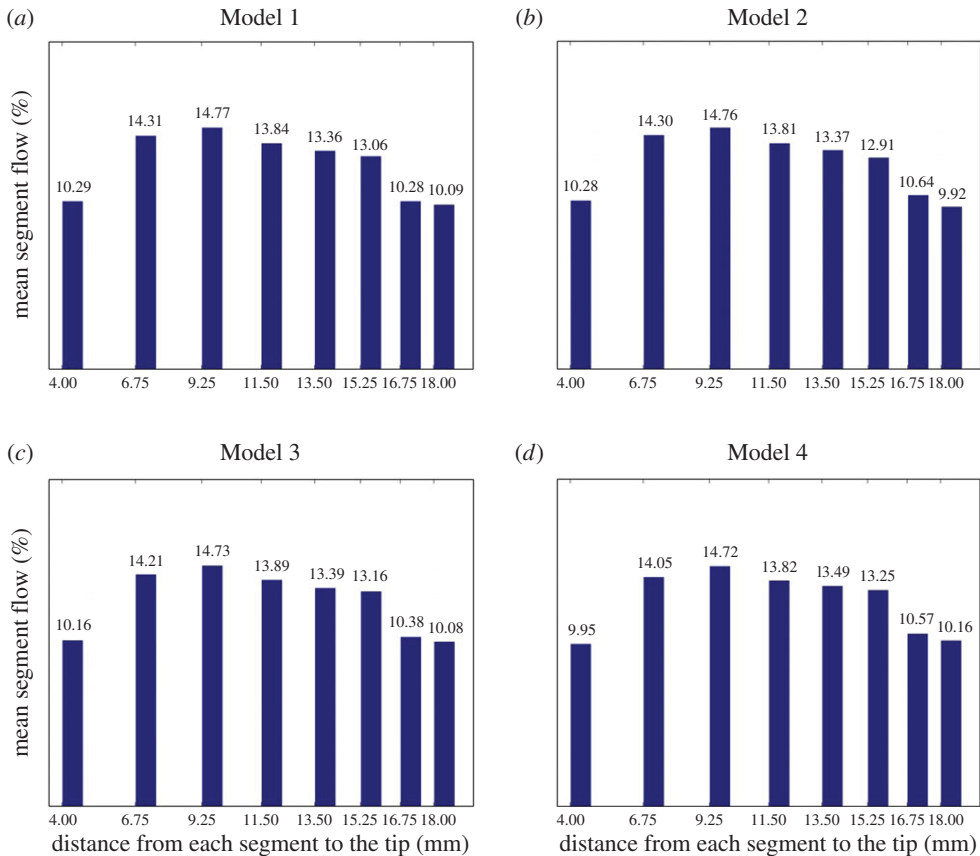 (a) Model 1
mean segment flow (%)
10.29 14.31 14.77 13.84 13.36 13.06 10.28 10.09
4.00 6.75 9.25 11.50 13.50 15.25 16.75 18.00
(b) Model 2
10.28 14.30 14.76 13.81 13.37 12.91 10.64 9.92
4.00 6.75 9.25 11.50 13.50 15.25 16.75 18.00
(c) Model 3
mean segment flow (%)
10.16 14.21 14.73 13.89 13.39 13.16 10.38 10.08
4.00 6.75 9.25 11.50 13.50 15.25 16.75 18.00
distance from each segment to the tip (mm)
(d) Model 4
9.95 14.05 14.72 13.82 13.49 13.25 10.57 10.16
4.00 6.75 9.25 11.50 13.50 15.25 16.75 18.00
distance from each segment to the tip (mm)